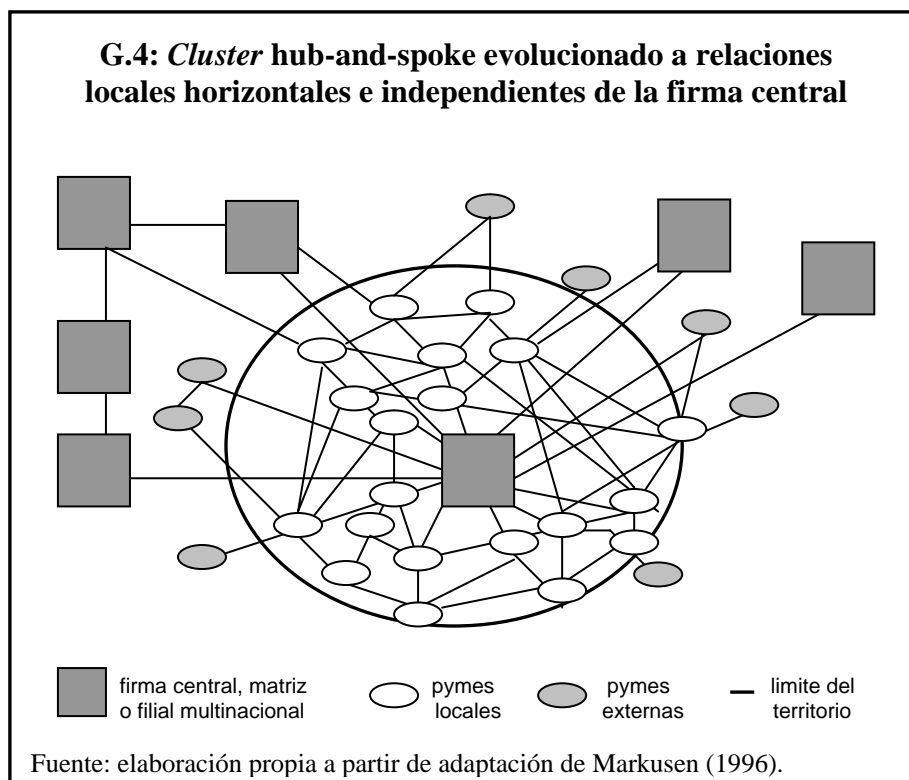 G.4: Cluster hub-and-spoke evolucionado a relaciones
locales horizontales e independientes de la firma central
firma central, matriz
o filial multinacional
pymes
locales
pymes
externas
limite del
territorio
Fuente: elaboración propia a partir de adaptación de Markusen (1996).